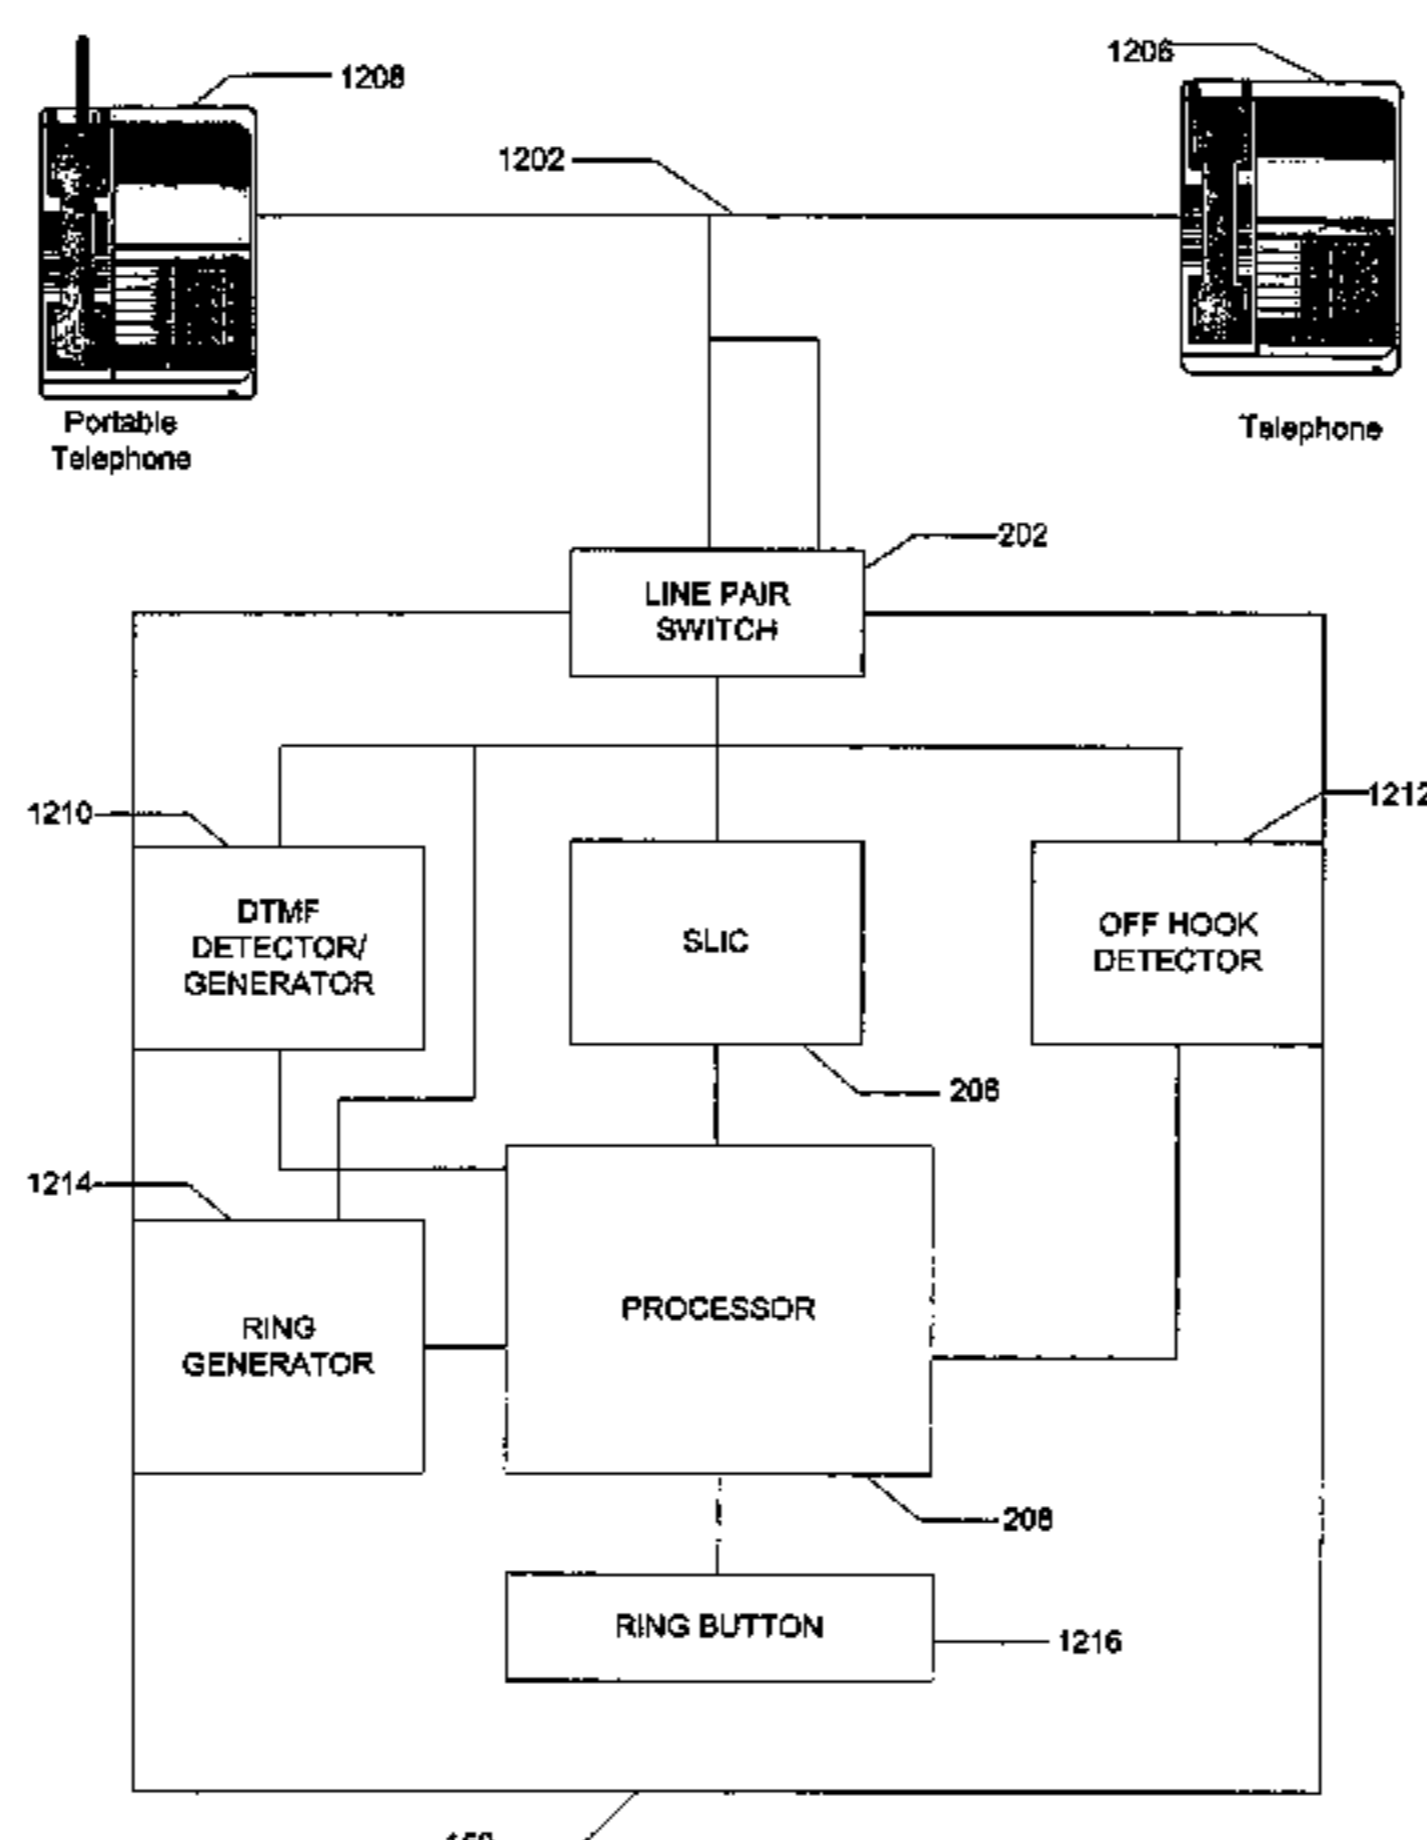 1208
1206
1202
Portable
Telephone
Telephone
202
LINE PAIR
SWITCH
1210
1212
DTMF
DETECTOR/
GENERATOR
SLIC
OFF HOOK
DETECTOR
206
1214
PROCESSOR
RING
GENERATOR
208
RING BUTTON
1216